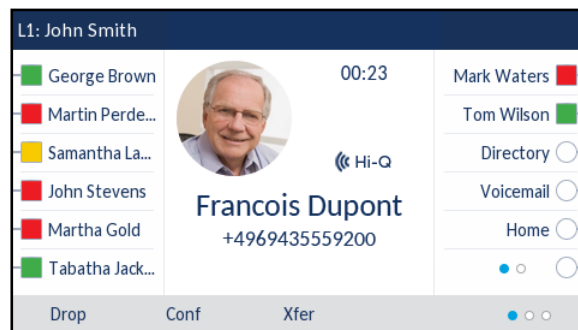 L1: John Smith
George Brown
Martin Perde...
Samantha La...
John Stevens
Martha Gold
Tabatha Jack...
00:23
Hi-Q
Francois Dupont
+4969435559200
Mark Waters
Tom Wilson
Directory
Voicemail
Home
Drop Conf Xfer